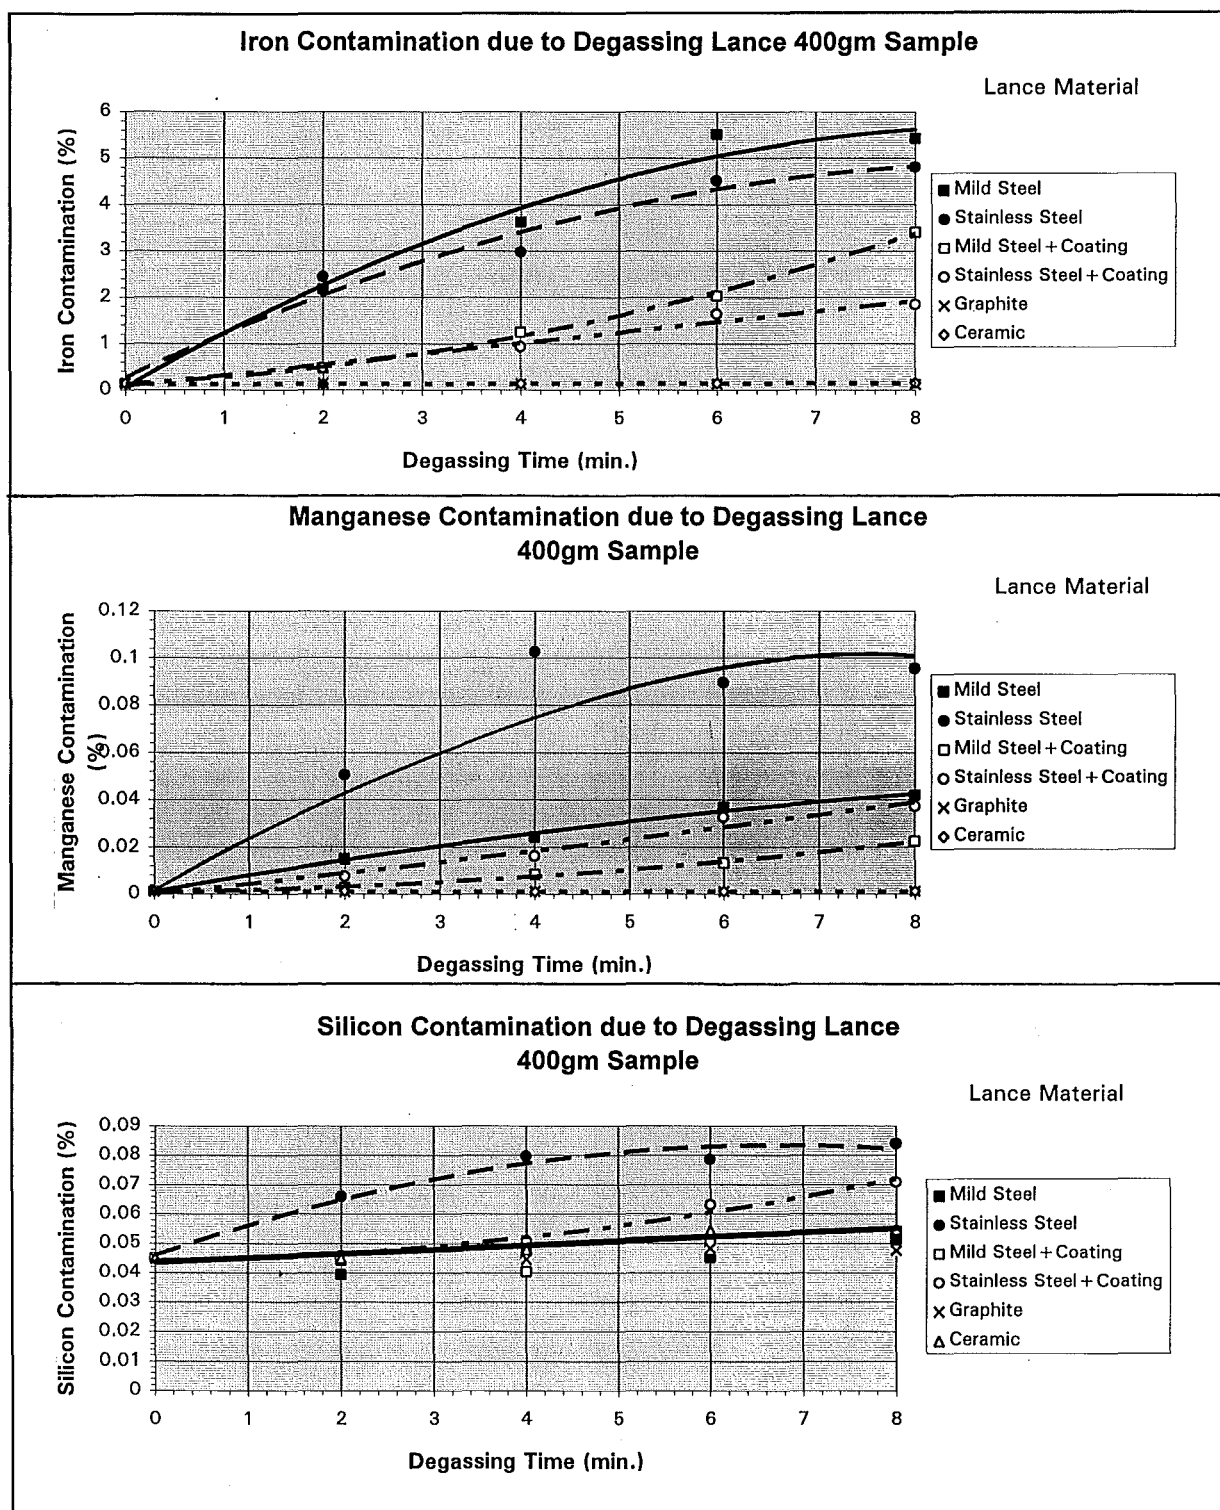 Iron Contamination due to Degassing Lance 400gm Sample
Lance Material
Iron Contamination (%)
6
5
4
3
2
1
0
0 1 2 3 4 5 6 7 8
Degassing Time (min.)
Mild Steel
Stainless Steel
Mild Steel + Coating
Stainless Steel + Coating
Graphite
Ceramic
Manganese Contamination due to Degassing Lance
400gm Sample
Lance Material
Manganese Contamination
(%)
0.12
0.1
0.08
0.06
0.04
0.02
0
0 1 2 3 4 5 6 7 8
Degassing Time (min.)
Mild Steel
Stainless Steel
Mild Steel + Coating
Stainless Steel + Coating
Graphite
Ceramic
Silicon Contamination due to Degassing Lance
400gm Sample
Lance Material
Silicon Contamination (%)
0.09
0.08
0.07
0.06
0.05
0.04
0.03
0.02
0.01
0
0 1 2 3 4 5 6 7 8
Degassing Time (min.)
Mild Steel
Stainless Steel
Mild Steel + Coating
Stainless Steel + Coating
Graphite
Ceramic